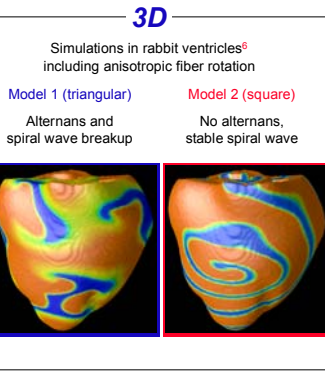 3D
Simulations in rabbit ventricles6
including anisotropic fiber rotation
Model 1 (triangular)
Alternans and
spiral wave breakup
Model 2 (square)
No alternans,
stable spiral wave